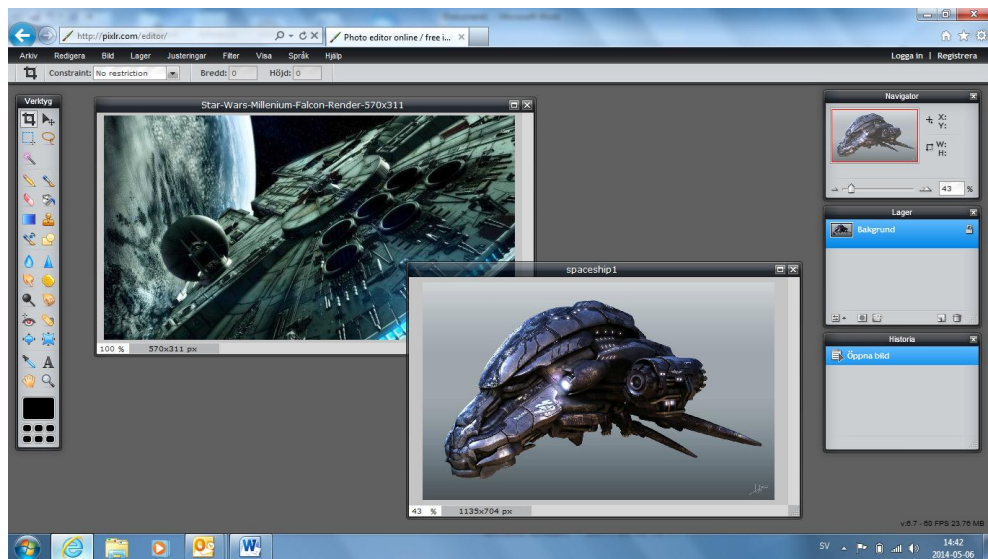 http://pixlr.com/editor/
Photo editor online / free i...
Arkiv Redigera Bild Lager Justeringar Filter Visa Språk Hjälp
Logga in | Registrera
Constraint: No restriction Bredd: 0 Höjd: 0
Verktyg
A
Star-Wars-Millenium-Falcon-Render-570x311
100 % 570x311 px
spaceship1
43 % 1135x704 px
Navigator
X:
Y:
W:
H:
43 %
Lager
Bakgrund
Historia
Öppna bild
v:6.7 - 60 FPS 23.76 MB
SV
14:42
2014-05-06